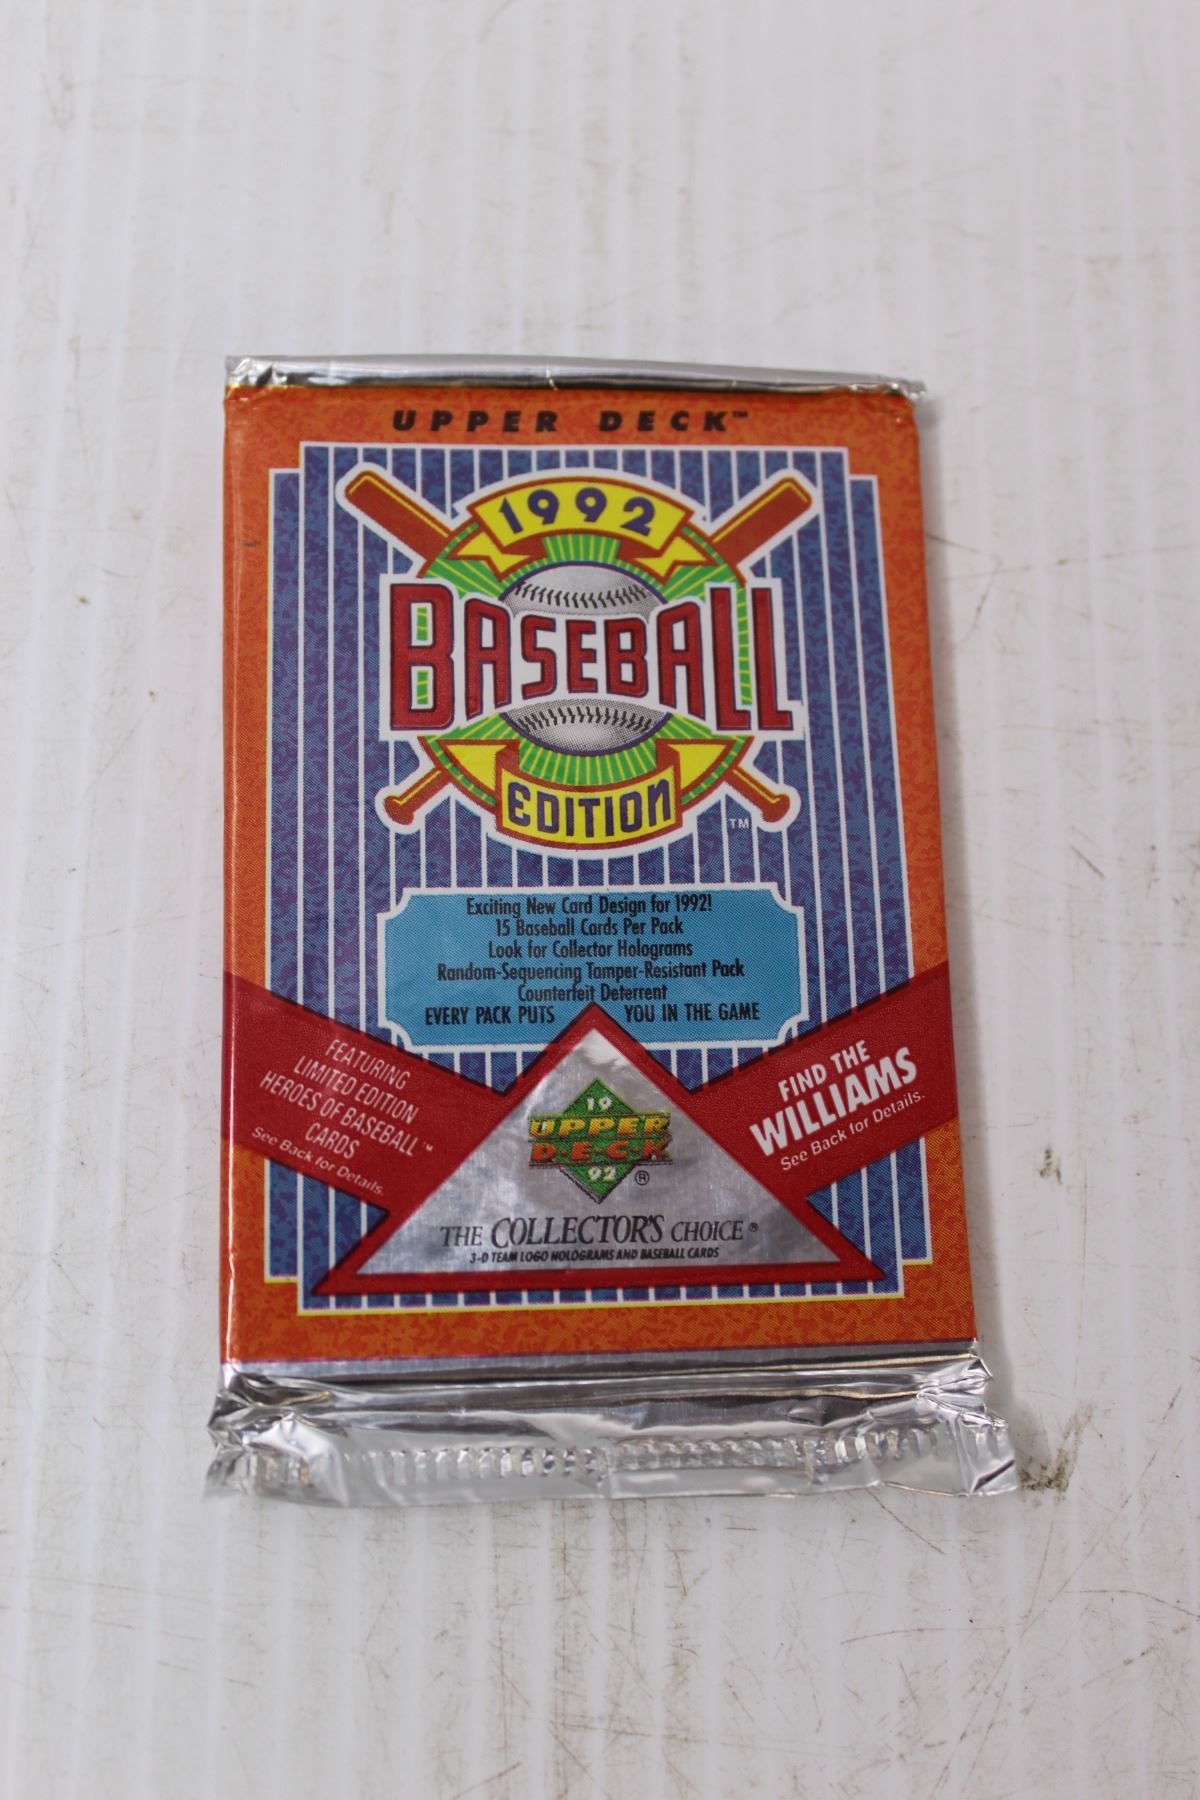 UPPER DECK™
1992
BASEBALL
EDITION
TM
Exciting New Card Design for 1992!
15 Baseball Cards Per Pack
Look for Collector Holograms
Random-Sequencing Tamper-Resistant Pack
Counterfeit Deterrent
EVERY PACK PUTS YOU IN THE GAME
FEATURING
LIMITED EDITION
HEROES OF BASEBALL™
CARDS
See Back for Details.
FIND THE
WILLIAMS
See Back for Details.
19
UPPER
D·E·C·K
92 ®
THE COLLECTOR'S CHOICE®
3-D TEAM LOGO HOLOGRAMS AND BASEBALL CARDS